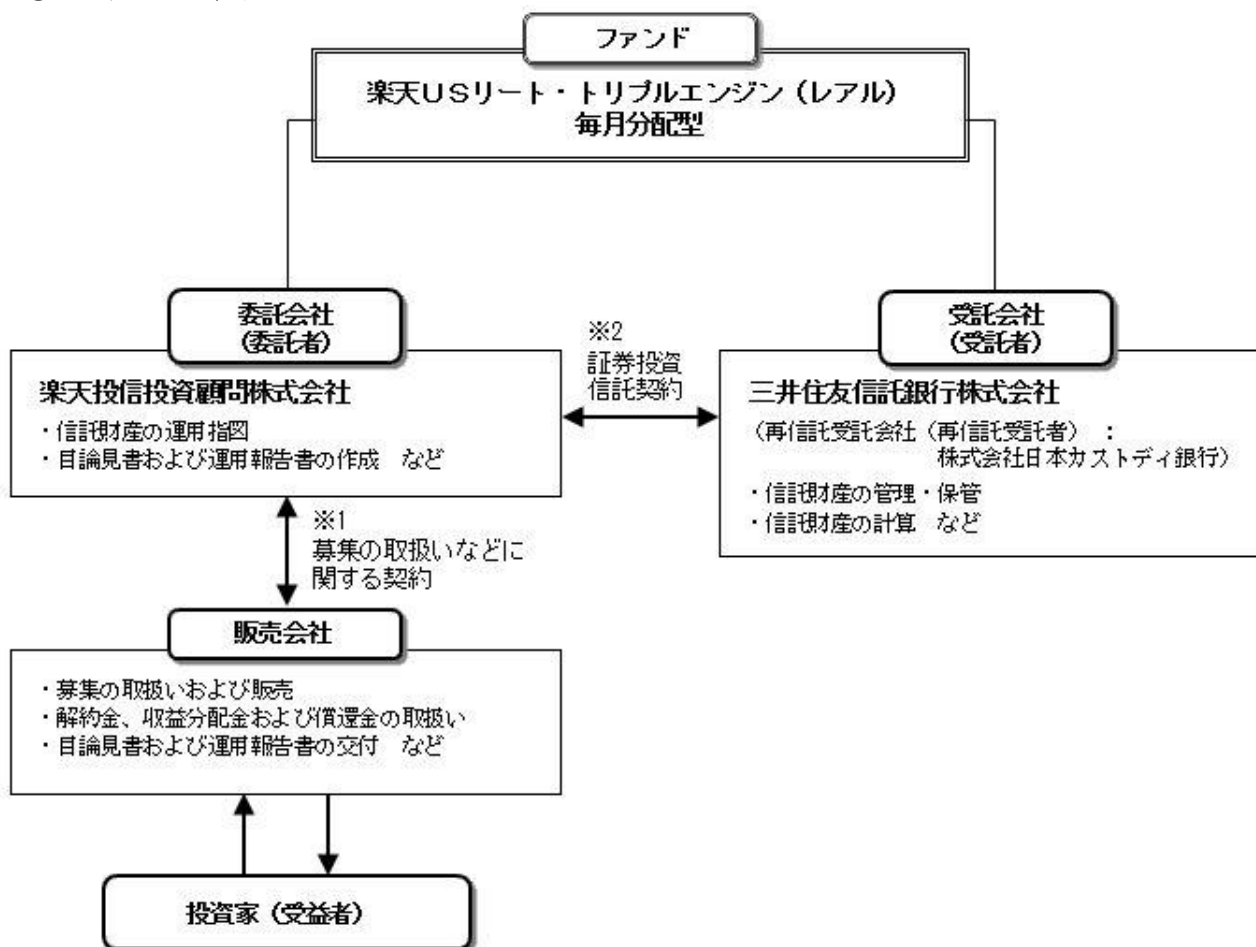 ファンド
楽天USリート・トリプルエンジン（レアル）
毎月分配型
委託会社
（委託者）
楽天投信投資顧問株式会社
・信託財産の運用指図
・目論見書および運用報告書の作成　など
※2
証券投資
信託契約
受託会社
（受託者）
三井住友信託銀行株式会社
（再信託受託会社（再信託受託者）　：
株式会社日本カストディ銀行）
・信託財産の管理・保管
・信託財産の計算　など
※1
募集の取扱いなどに
関する契約
販売会社
・募集の取扱いおよび販売
・解約金、収益分配金および償還金の取扱い
・目論見書および運用報告書の交付　など
投資家（受益者）